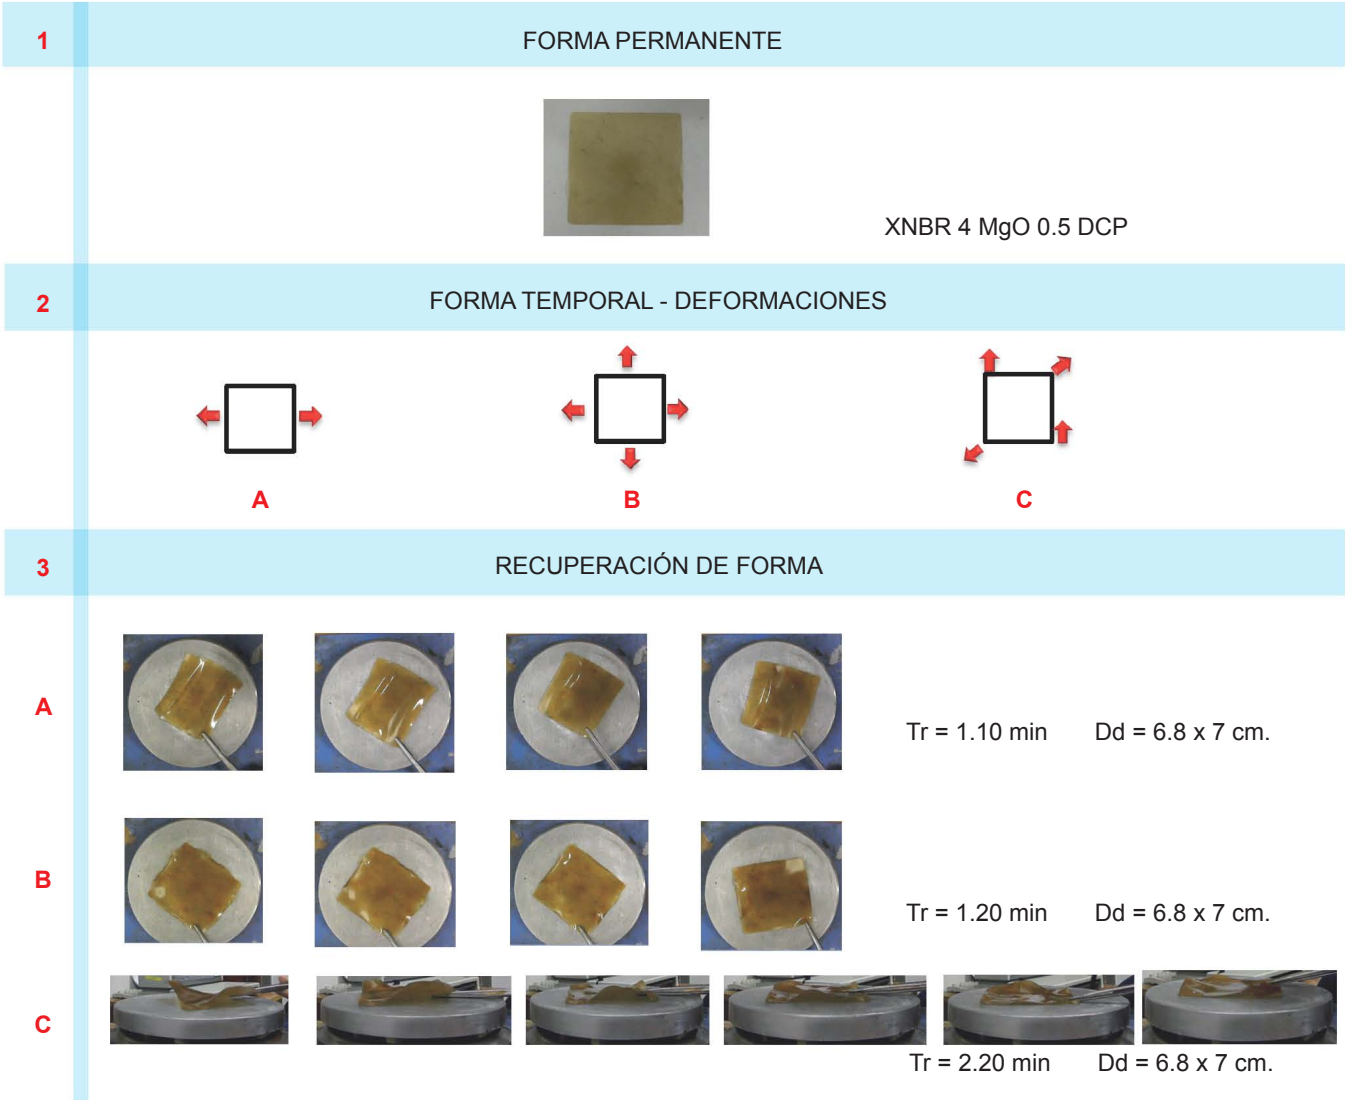 1 FORMA PERMANENTE
XNBR 4 MgO 0.5 DCP
2 FORMA TEMPORAL - DEFORMACIONES
A B C
3 RECUPERACIÓN DE FORMA
A Tr = 1.10 min Dd = 6.8 x 7 cm.
B Tr = 1.20 min Dd = 6.8 x 7 cm.
C
Tr = 2.20 min Dd = 6.8 x 7 cm.